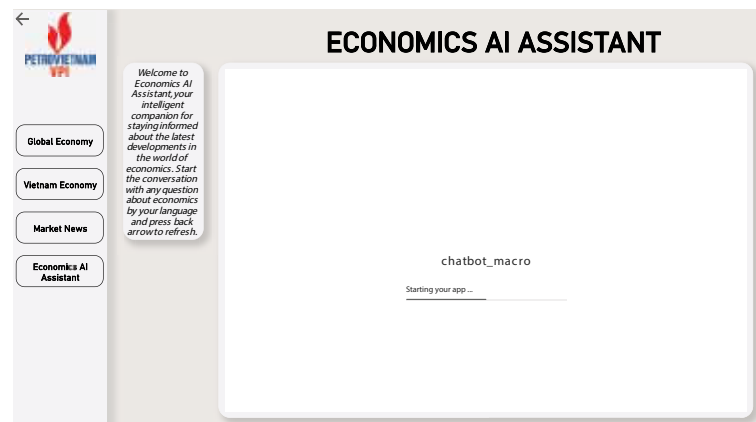 PETROVIETNAM
VPI
Global Economy
Vietnam Economy
Market News
Economics AI
Assistant
ECONOMICS AI ASSISTANT
Welcome to
Economics AI
Assistant, your
intelligent
companion for
staying informed
about the latest
developments in
the world of
economics. Start
the conversation
with any question
about economics
by your language
and press back
arrow to refresh.
chatbot_macro
Starting your app ...